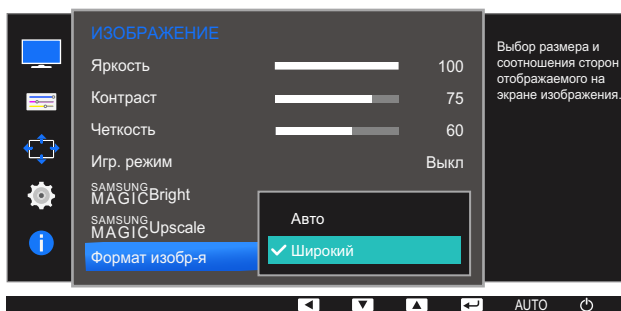 ИЗОБРАЖЕНИЕ
Яркость 100
Контраст 75
Четкость 60
Игр. режим Выкл
SAMSUNG MAGICBright
SAMSUNG MAGICUpscale
Формат изобр-я
Авто
Широкий
Выбор размера и
соотношения сторон
отображаемого на
экране изображения.
AUTO